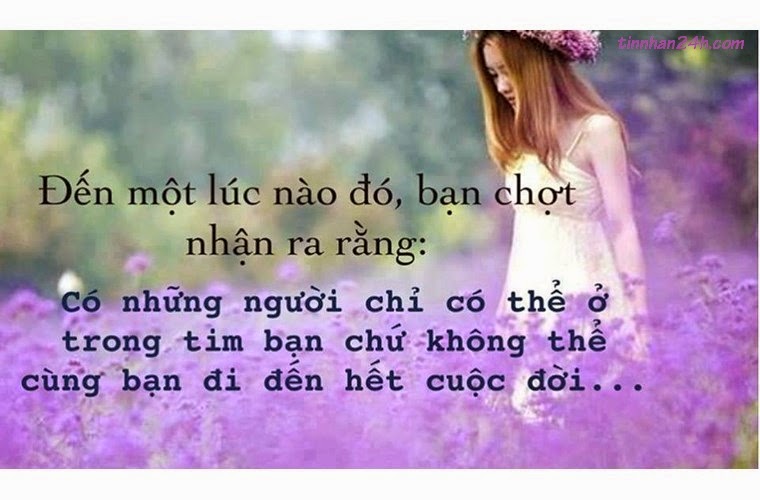 tinnhan24h.com
Đến một lúc nào đó, bạn chợt
nhận ra rằng:
Có những người chỉ có thể ở
trong tim bạn chứ không thể
cùng bạn đi đến hết cuộc đời...